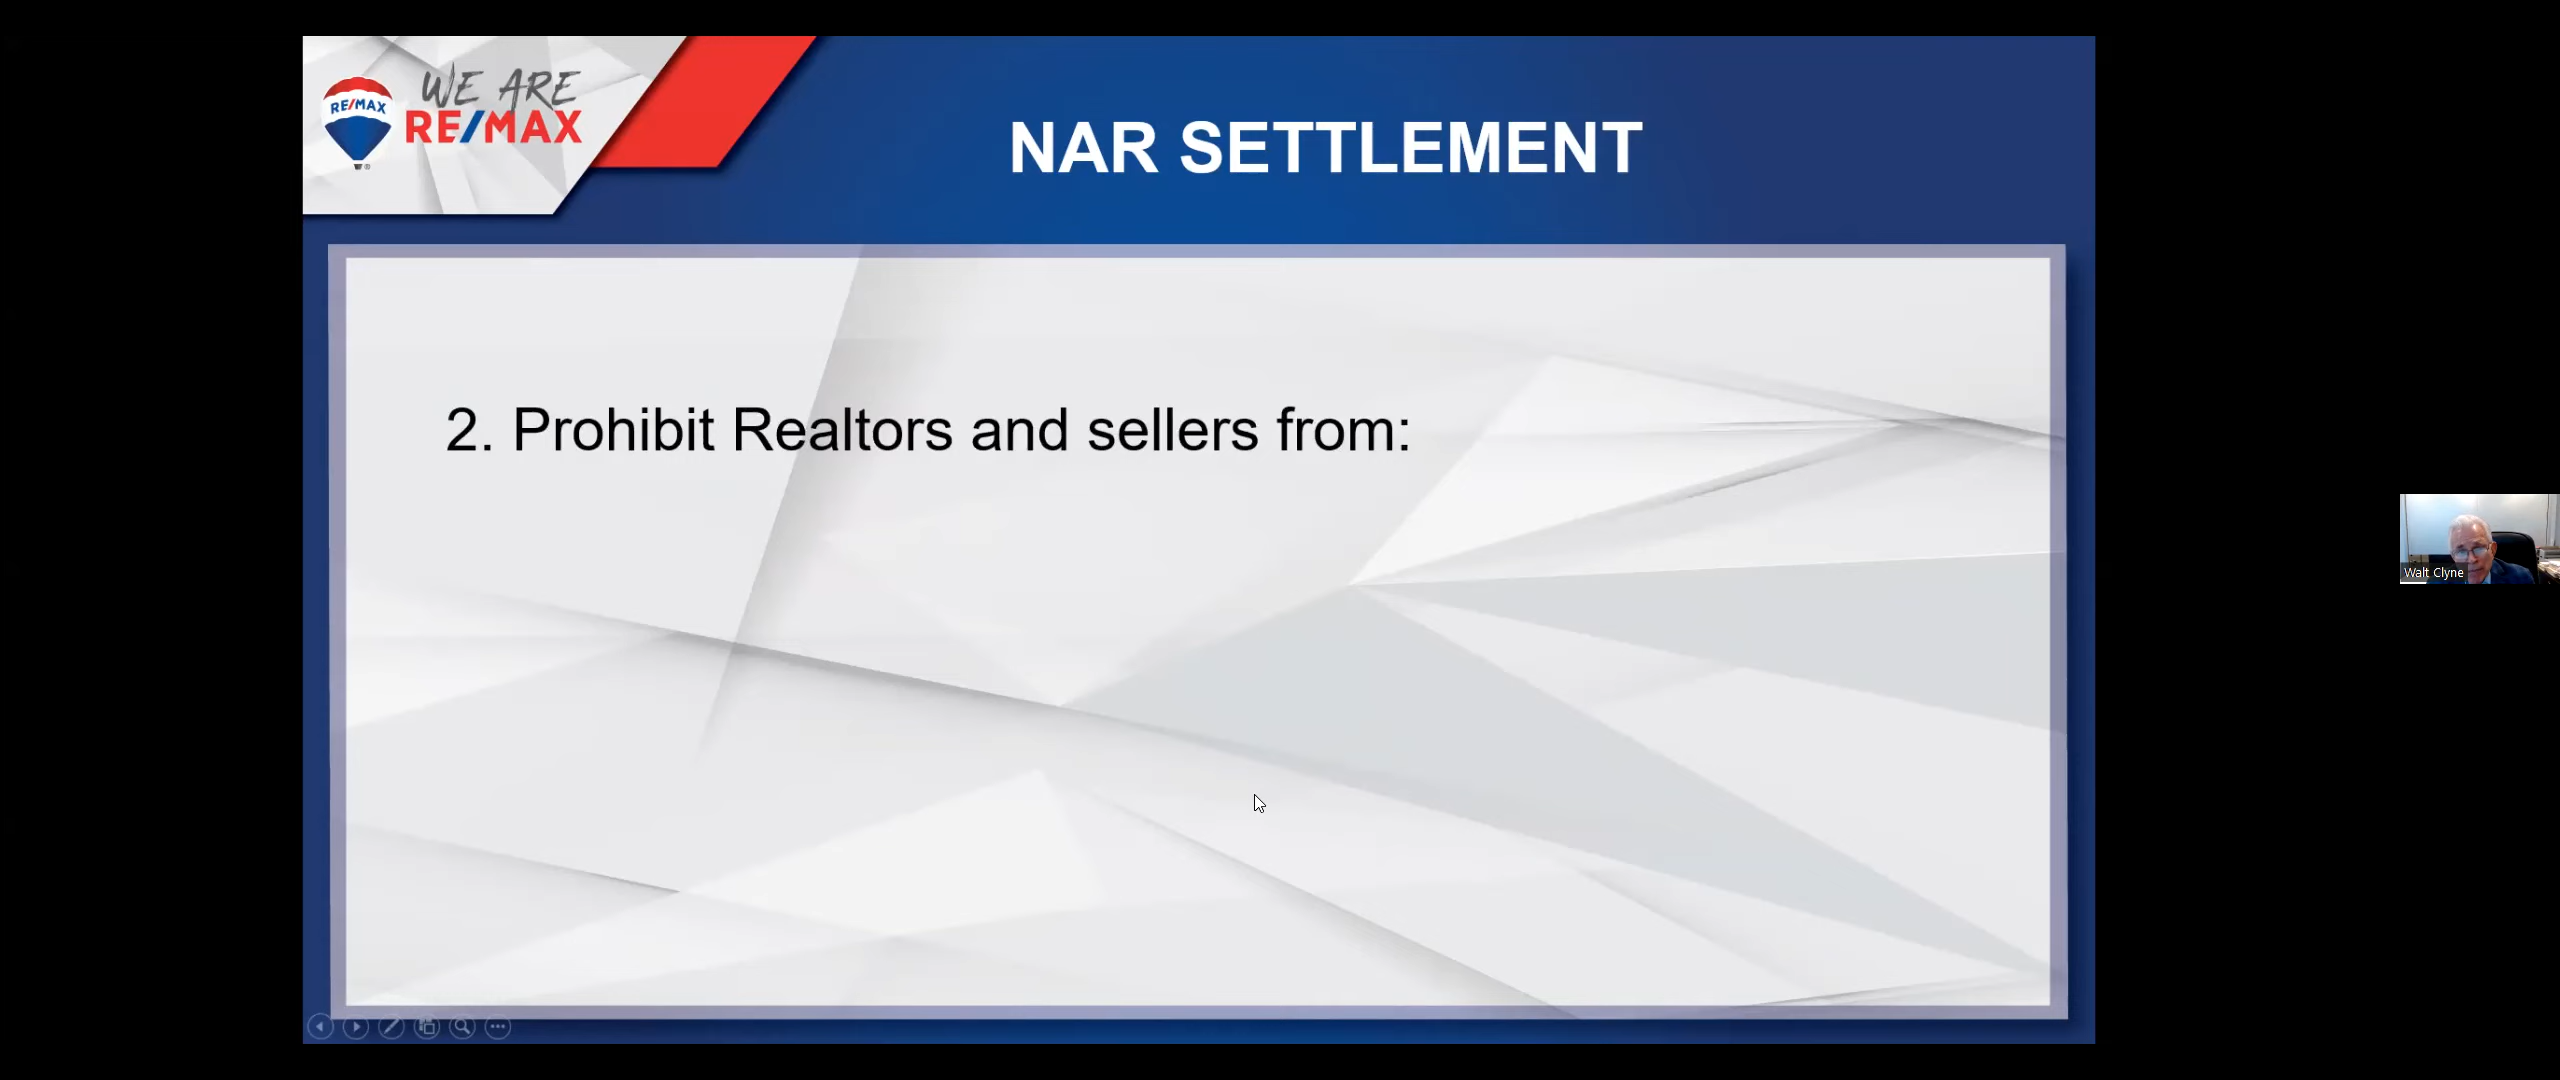 RE/MAX
WE ARE
RE/MAX
NAR SETTLEMENT
2. Prohibit Realtors and sellers from:
Walt Clyne